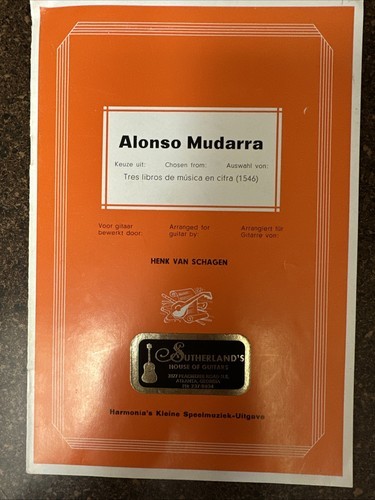 Alonso Mudarra
Keuze uit: Chosen from: Auswahl von:
Tres libros de música en cifra (1546)
Voor gitaar Arranged for Arrangiert für
bewerkt door: guitar by: Gitarre von:
HENK VAN SCHAGEN
SUTHERLAND'S
HOUSE OF GUITARS
ATLANTA, GEORGIA
Harmonia's Kleine Speelmuziek-Uitgave